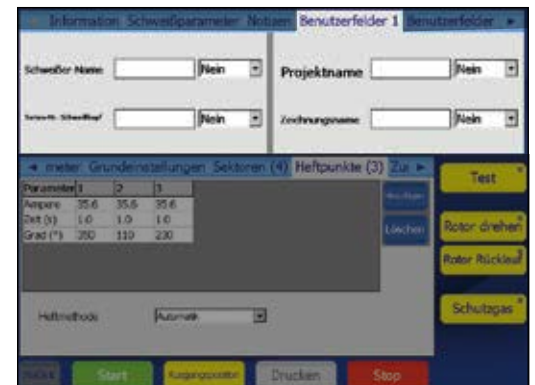 Information Schweißparameter Notizen Benutzerfelder 1 Benutzerfelder
Schweißer Name Nein Projektname Nein
Nein Zeichnungsname Nein
meter Grundeinstellungen Sektoren (4) Heftpunkte (3) Zus
Test
Parameter 1 2 3
Ampere 35.6 35.6 35.6
Zeit (s) 1.0 1.0 1.0
Löschen Rotor drehen
Grad (°) 350 110 230
Rotor Rücklauf
Schutzgas
Heftmethode Automatik
Start Ausgangsposition Drucken Stop